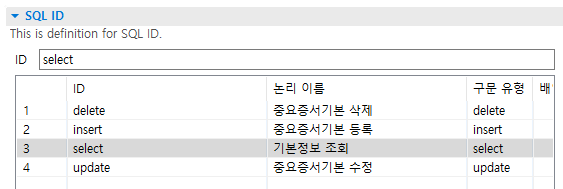 SQL ID
This is definition for SQL ID.
ID select
ID 논리 이름 구문 유형
1 delete 중요증서기본 삭제 delete
2 insert 중요증서기본 등록 insert
3 select 기본정보 조회 select
4 update 중요증서기본 수정 update